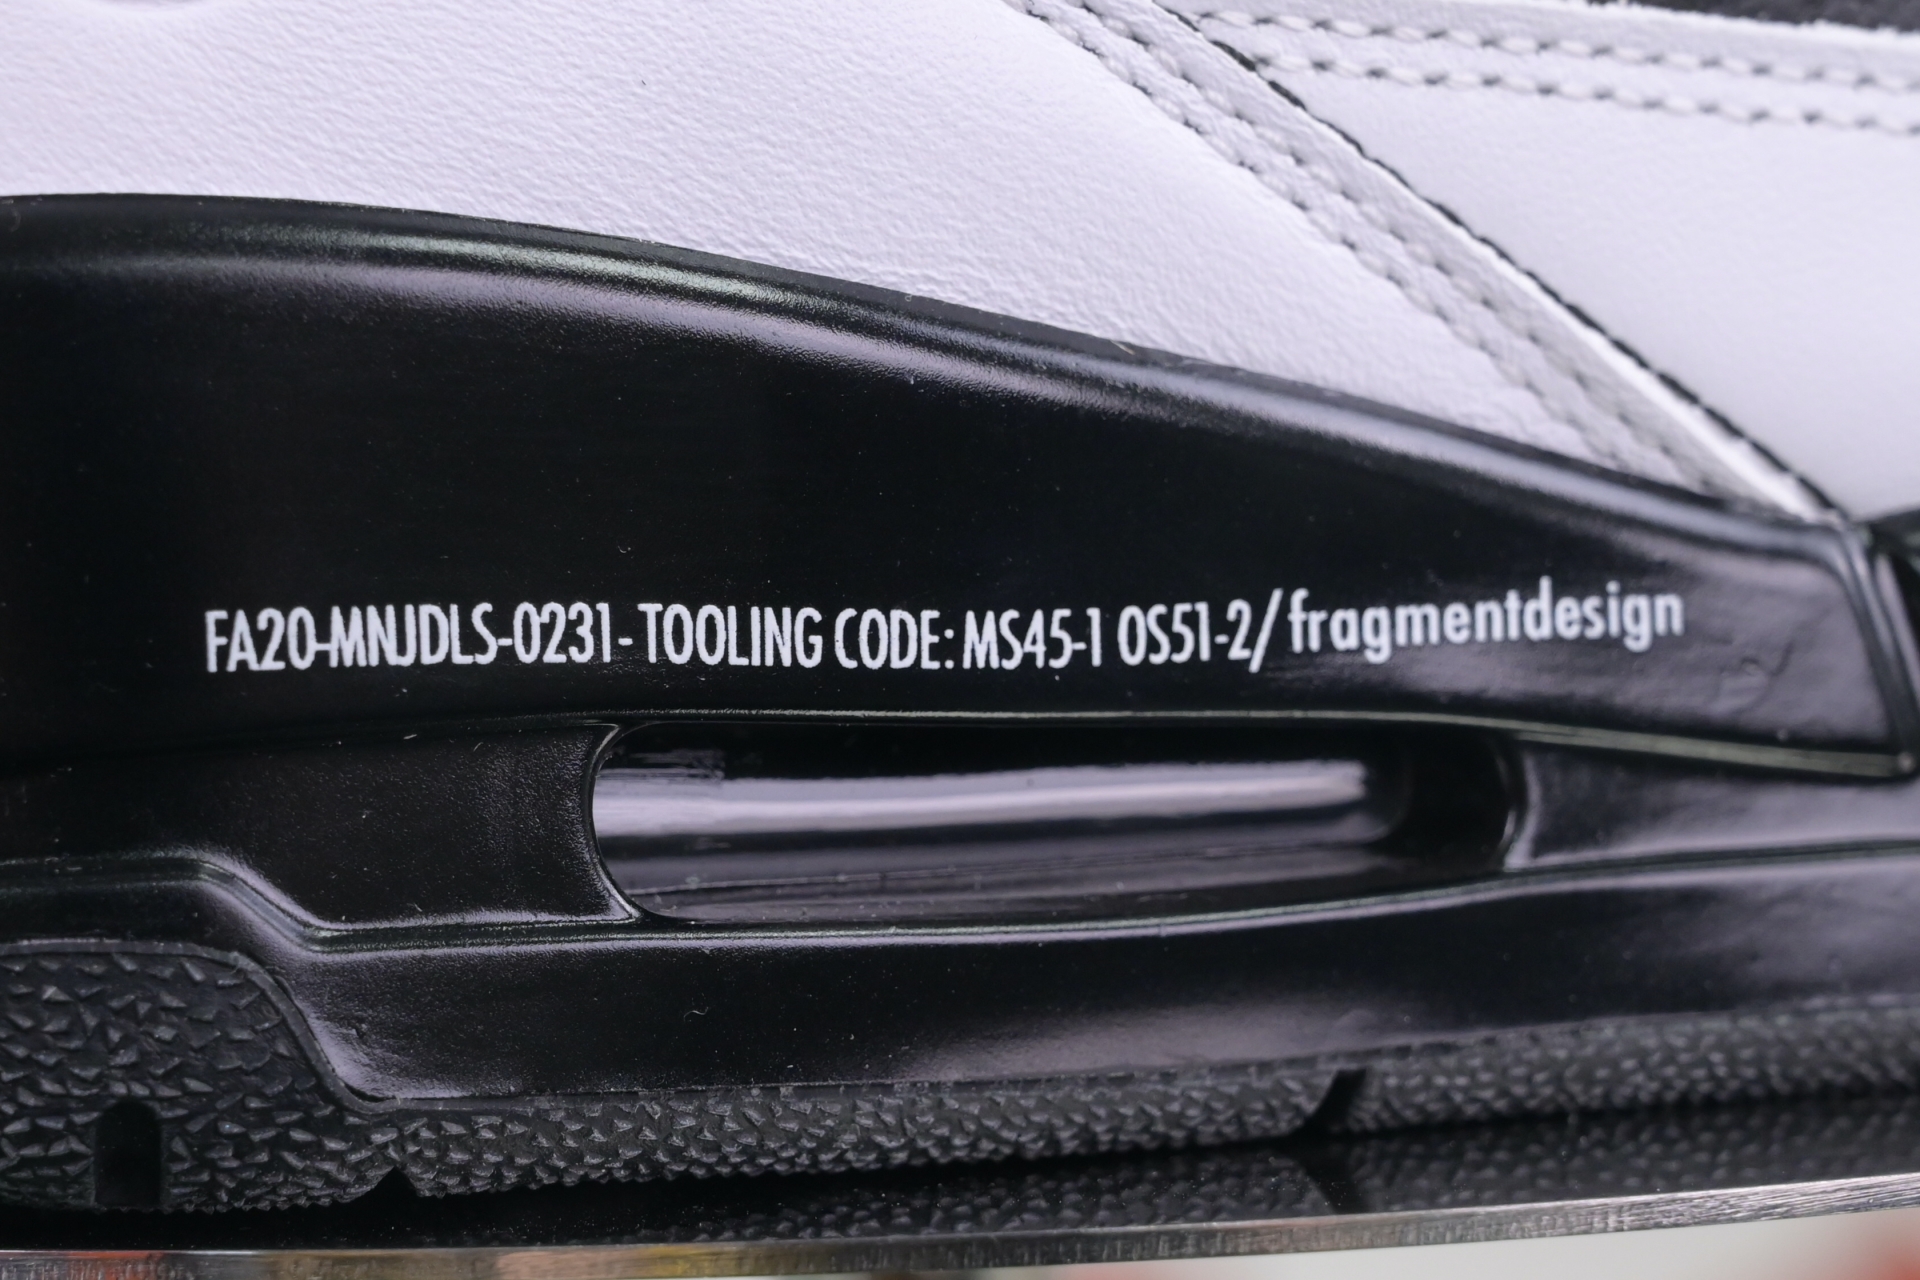 FA20-MNJDLS-0231-TOOLING CODE: MS45-1 OS51-2/fragmentdesign